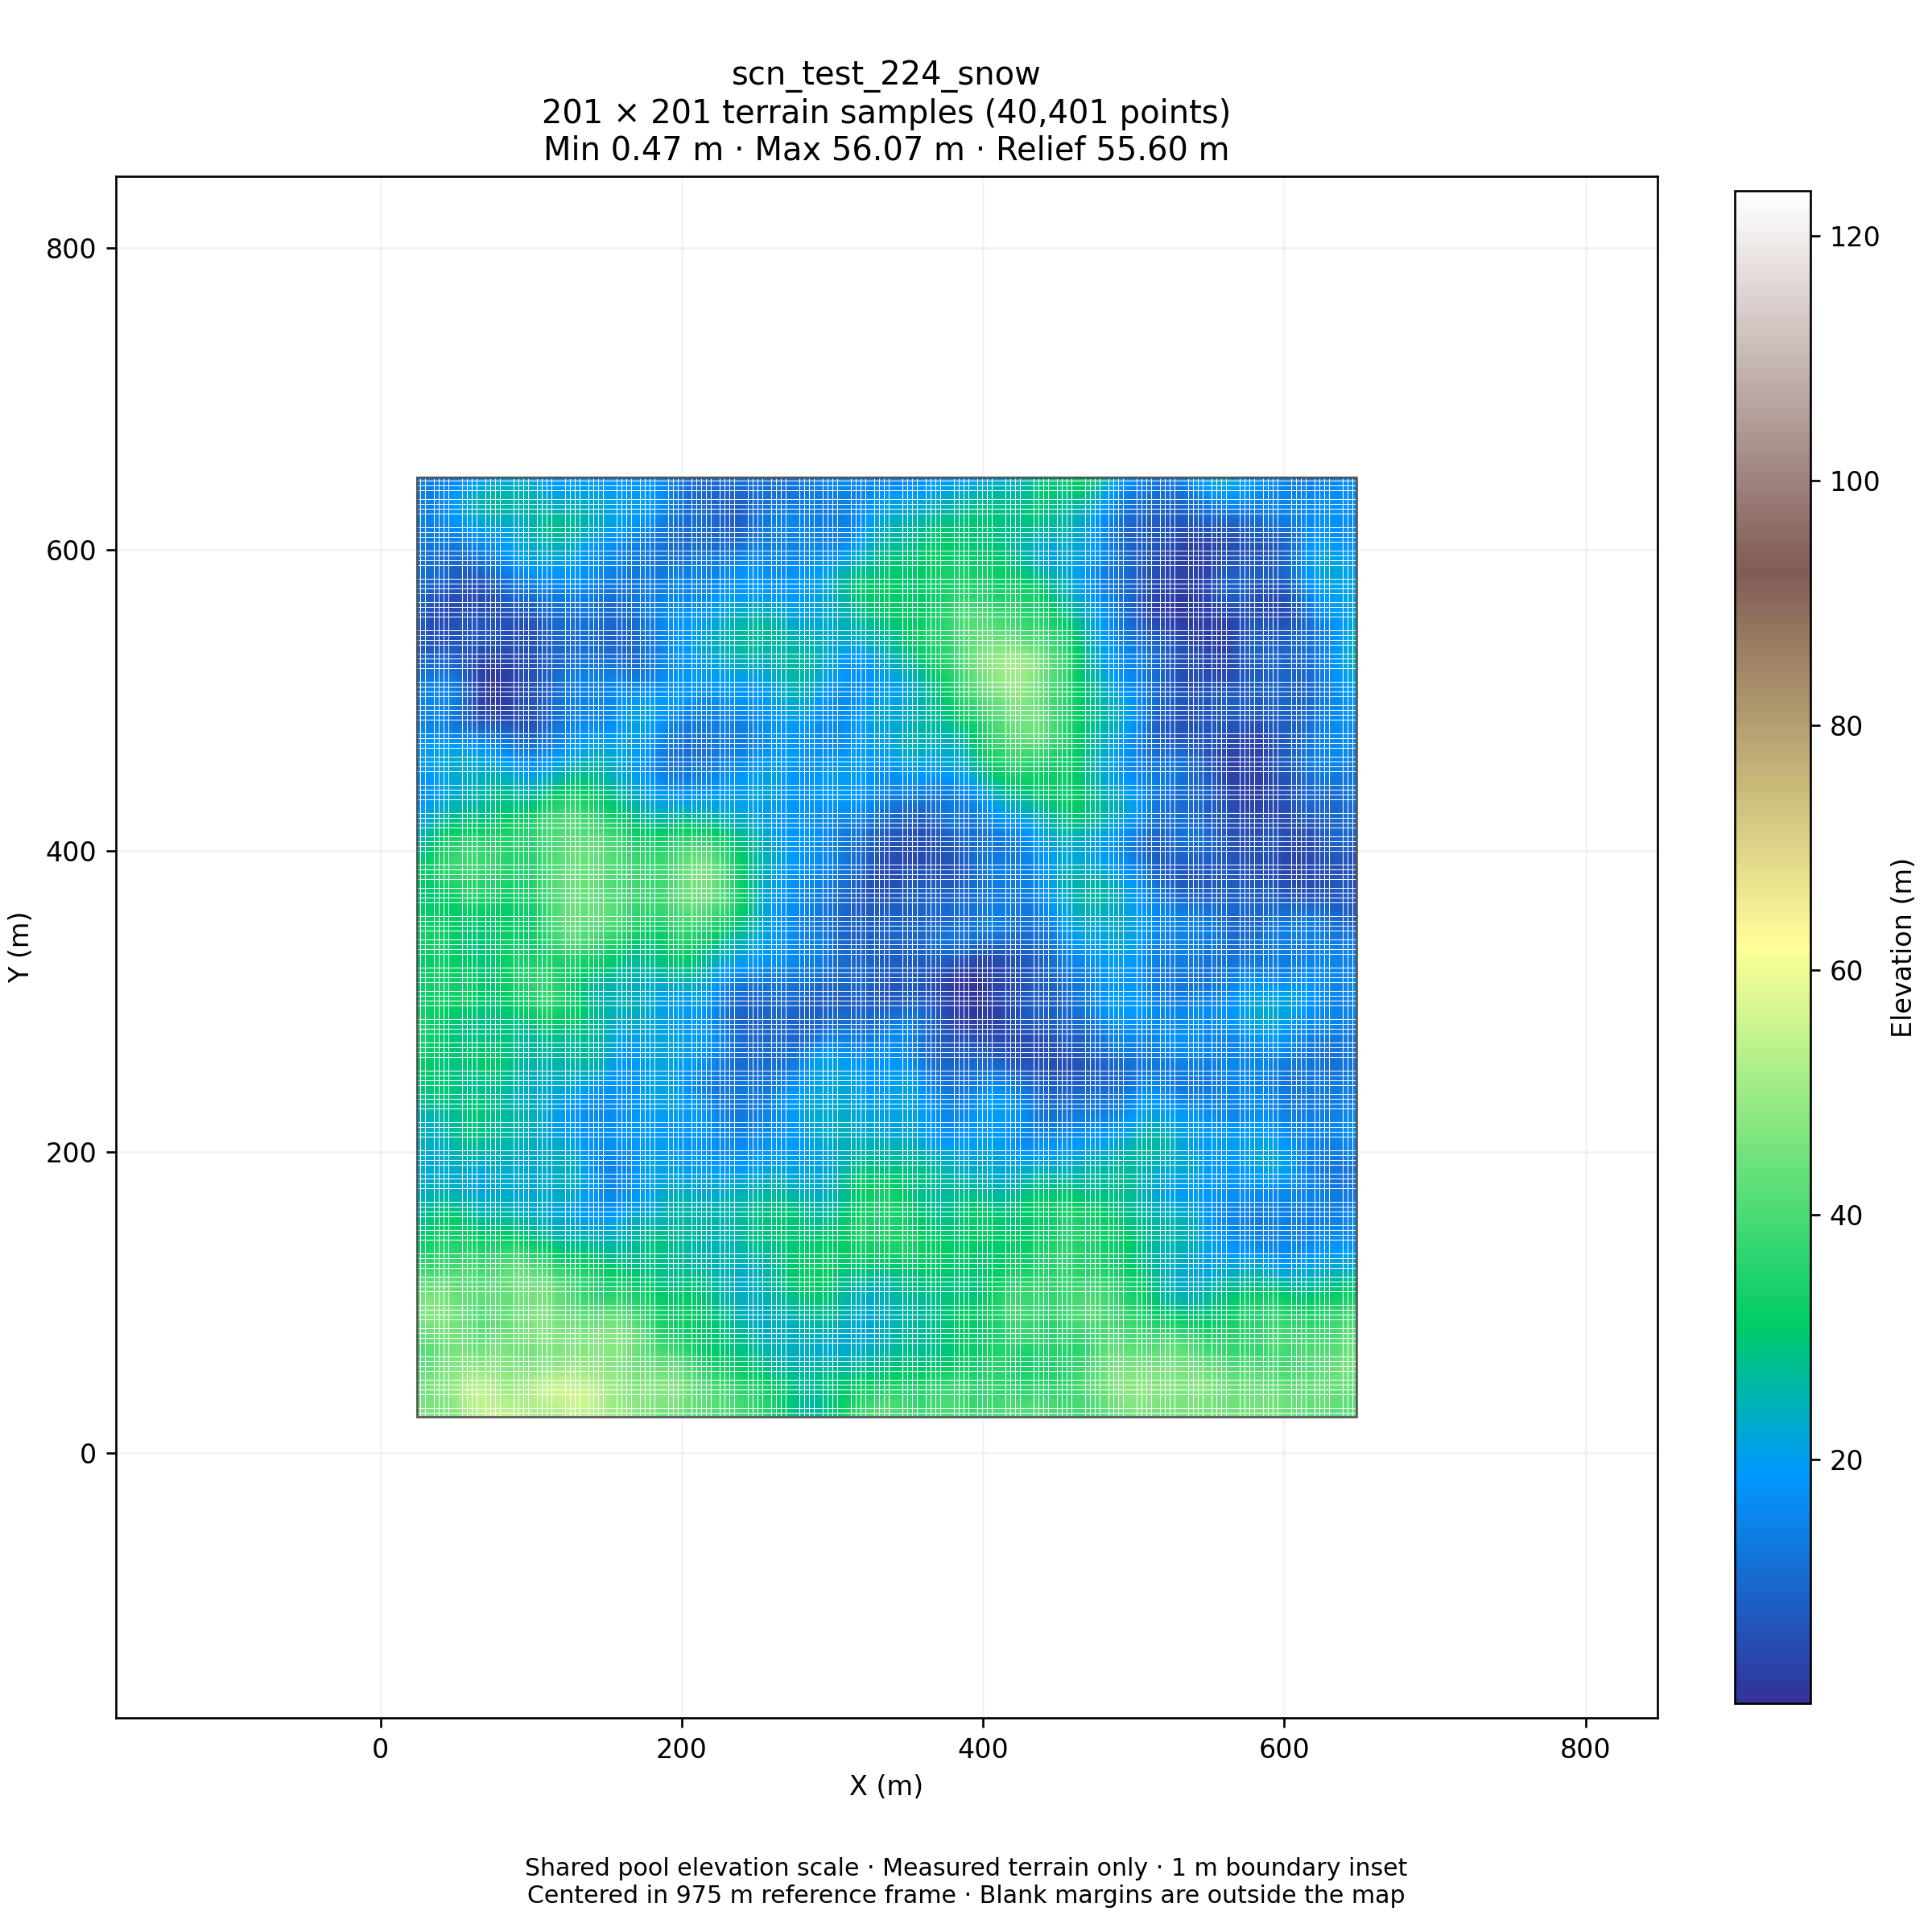 scn_test_224_snow
201 × 201 terrain samples (40,401 points)
Min 0.47 m · Max 56.07 m · Relief 55.60 m
800
600
400
200
0
Y (m)
0
200
400
600
800
X (m)
120
100
80
60
40
20
Elevation (m)
Shared pool elevation scale · Measured terrain only · 1 m boundary inset
Centered in 975 m reference frame · Blank margins are outside the map